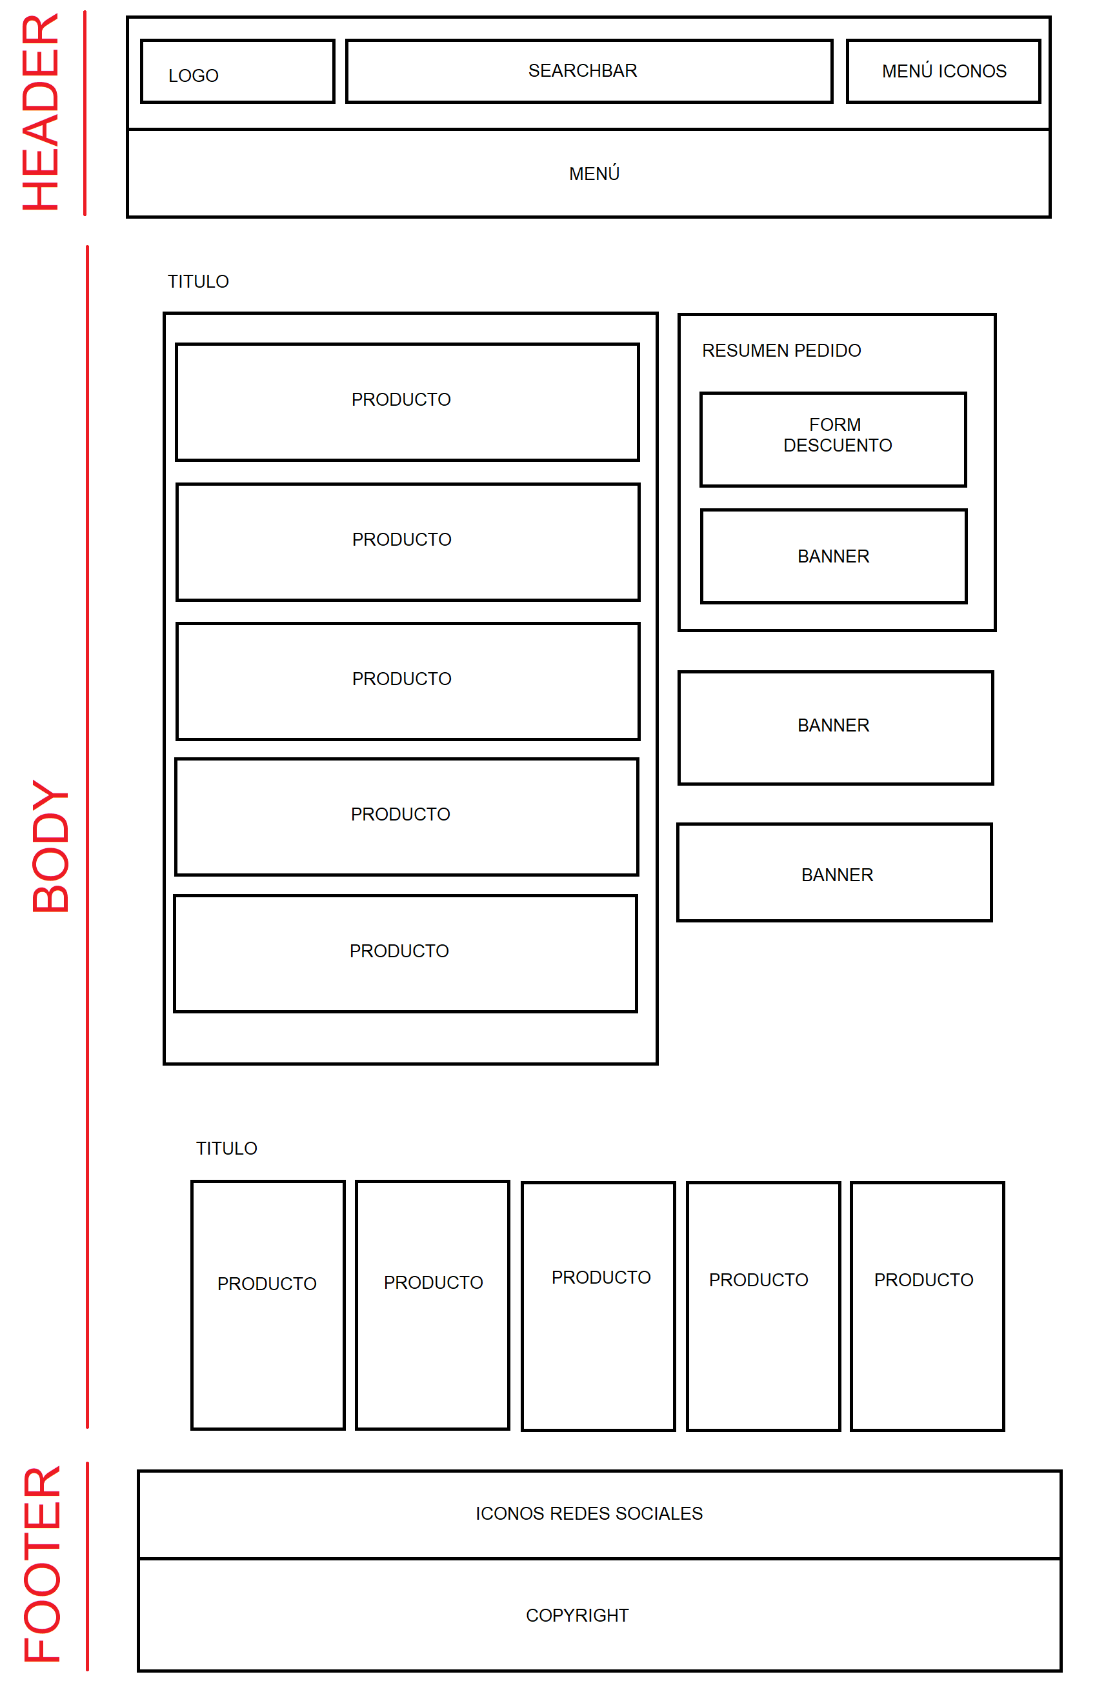 HEADER
LOGO
SEARCHBAR
MENÚ ICONOS
MENÚ
BODY
TITULO
PRODUCTO
PRODUCTO
PRODUCTO
PRODUCTO
PRODUCTO
RESUMEN PEDIDO
FORM
DESCUENTO
BANNER
BANNER
BANNER
TITULO
PRODUCTO
PRODUCTO
PRODUCTO
PRODUCTO
PRODUCTO
FOOTER
ICONOS REDES SOCIALES
COPYRIGHT